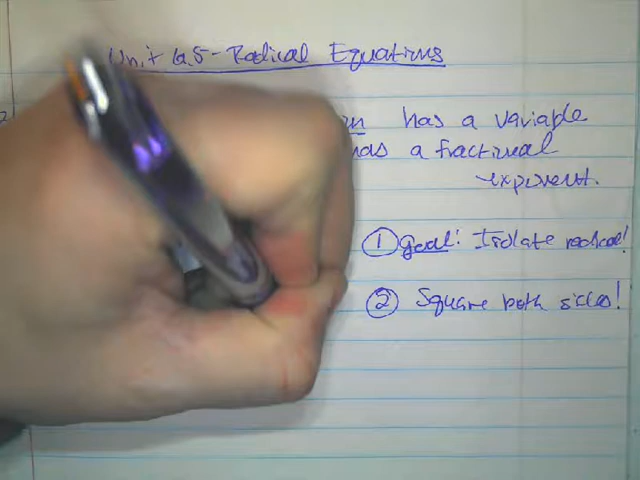 Unit 6.5 - Radical Equations
has a variable
has a fractional
exponent.
① goal: Isolate radical!
② Square both sides!